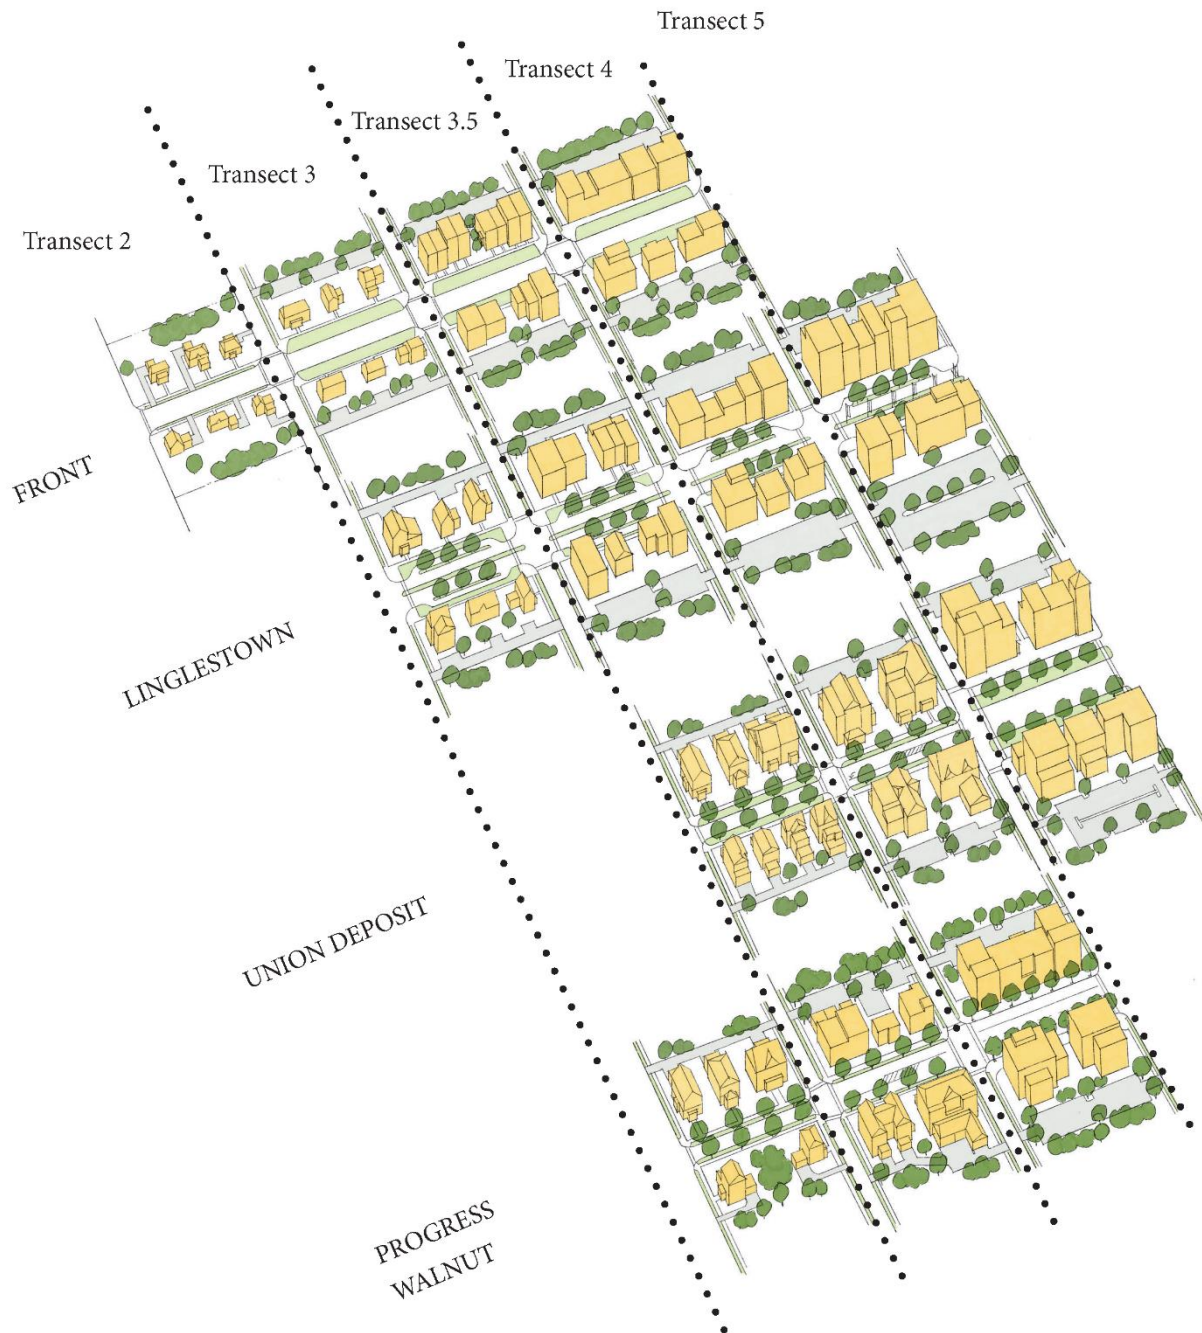 Transect 5
Transect 4
Transect 3.5
Transect 3
Transect 2
FRONT
LINGLESTOWN
UNION DEPOSIT
PROGRESS
WALNUT